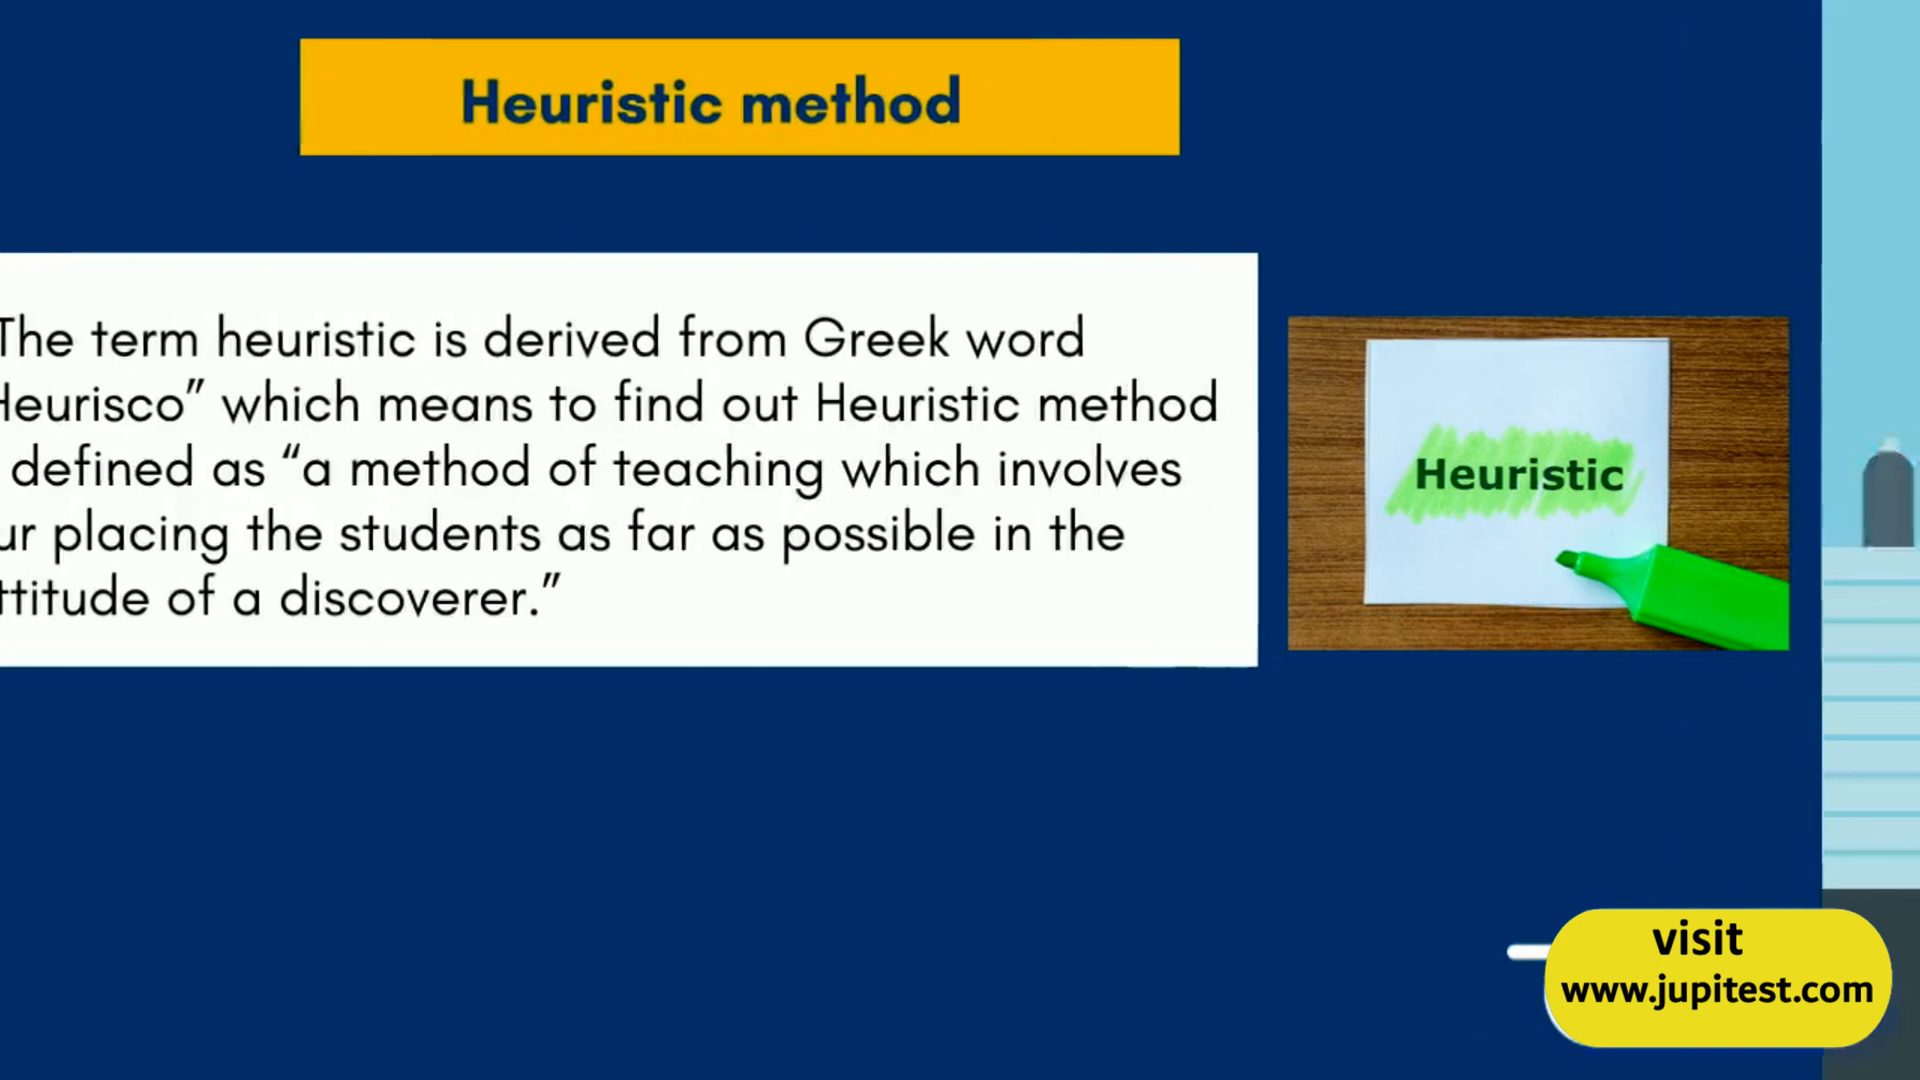 Heuristic method
The term heuristic is derived from Greek word
Heurisco” which means to find out Heuristic method
defined as “a method of teaching which involves
ur placing the students as far as possible in the
ttitude of a discoverer.”
Heuristic
visit
www.jupitest.com